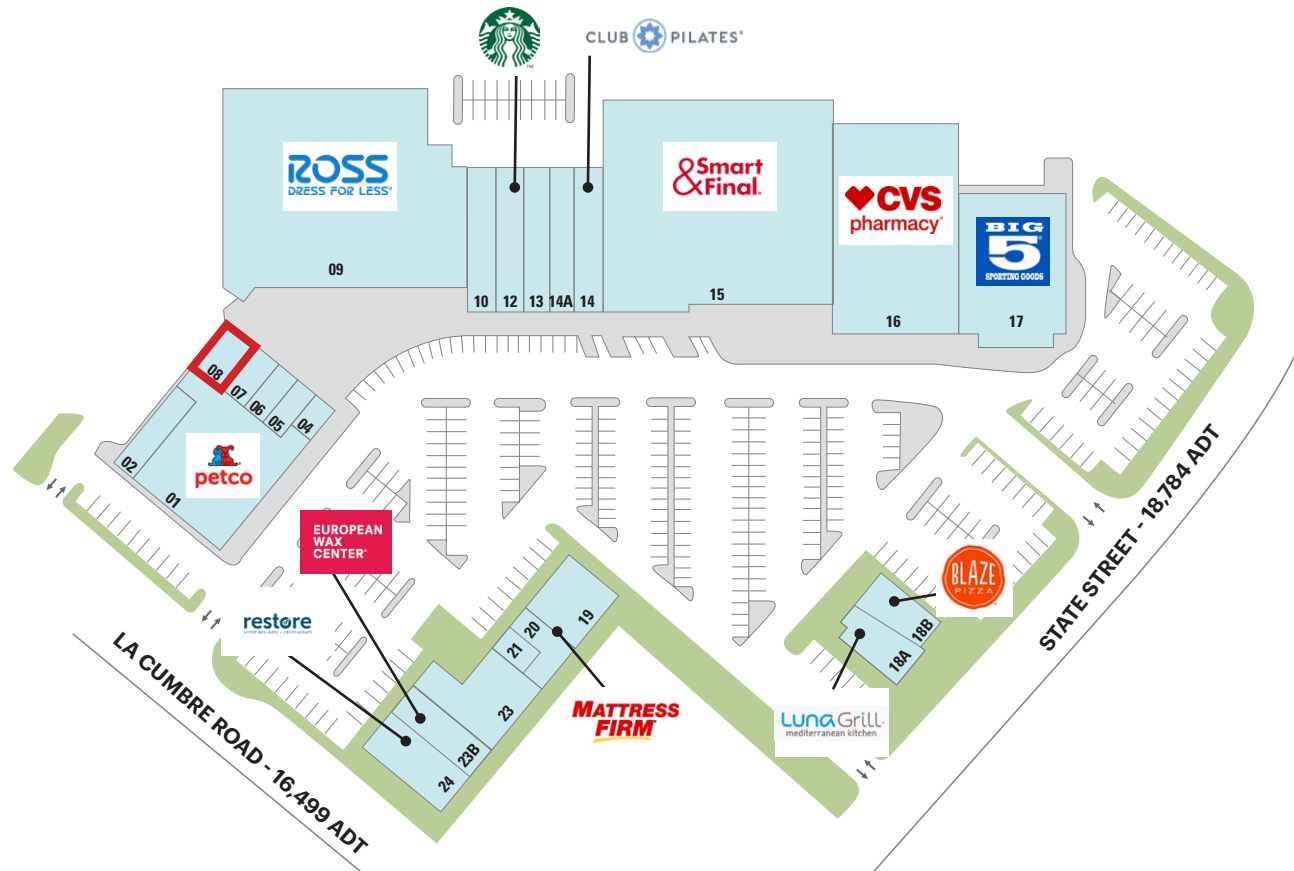 CLUB PILATES®
ROSS
DRESS FOR LESS®
&Smart
Final.
CVS
pharmacy®
BIG
5
SPORTING GOODS
09
10
12
13
14A
14
15
16
17
08
07
06
05
04
02
01
petco
EUROPEAN
WAX
CENTER®
restore
HYPER WELLNESS + CRYOTHERAPY
19
20
21
23
23B
24
MATTRESS
FIRM
BLAZE
PIZZA
18B
18A
LUNA GRILL
mediterranean kitchen
LA CUMBRE ROAD - 16,499 ADT
STATE STREET - 18,784 ADT